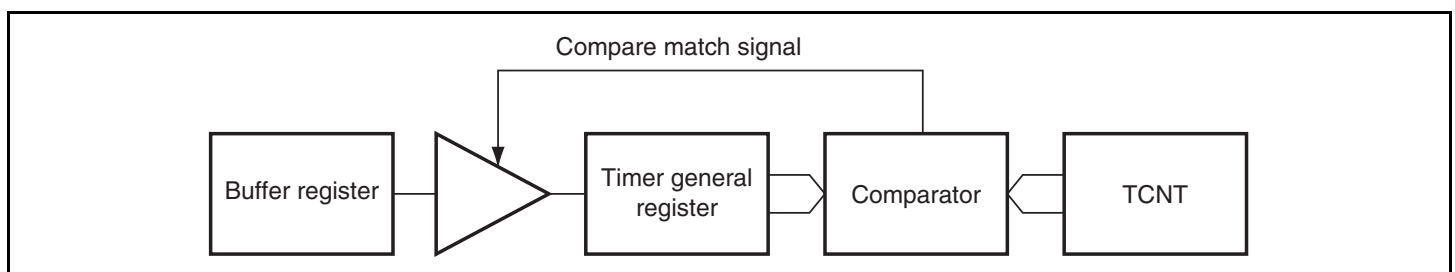 Compare match signal
Buffer register
Timer general
register
Comparator
TCNT